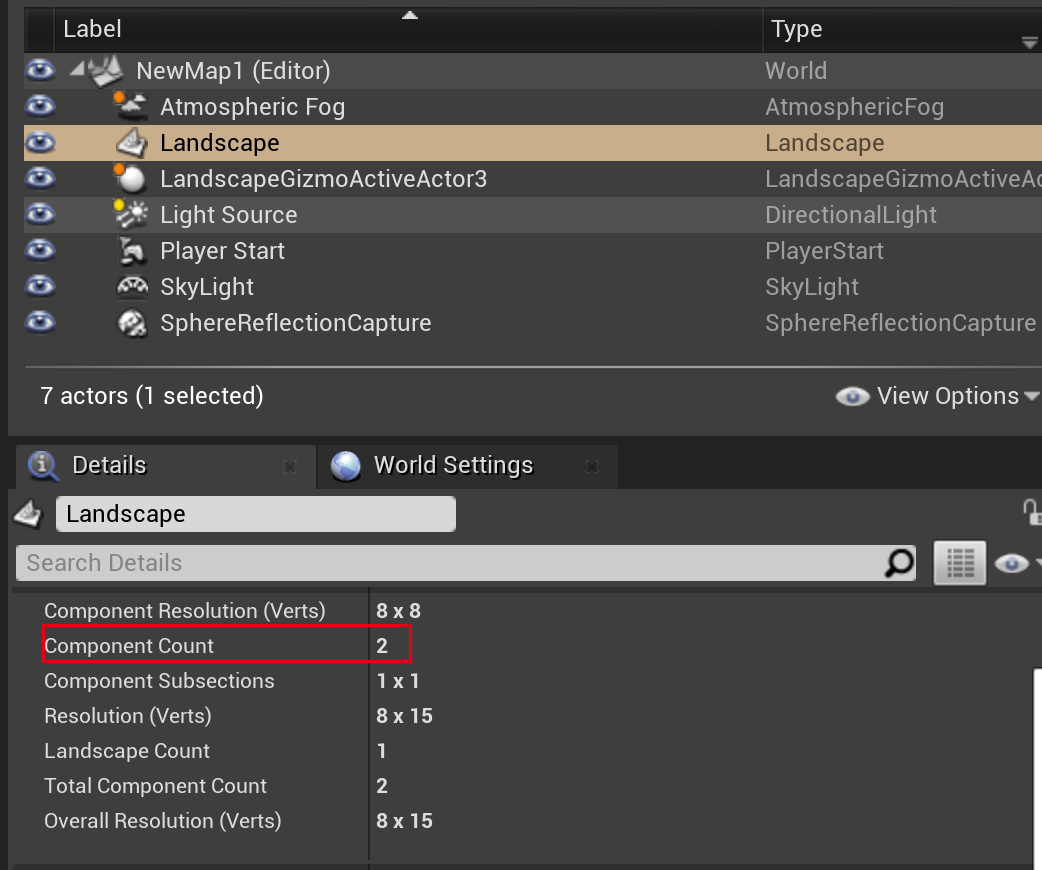 Label Type
NewMap1 (Editor) World
Atmospheric Fog AtmosphericFog
Landscape Landscape
LandscapeGizmoActiveActor3 LandscapeGizmoActiveAc
Light Source DirectionalLight
Player Start PlayerStart
SkyLight SkyLight
SphereReflectionCapture SphereReflectionCapture
7 actors (1 selected) View Options
Details World Settings
Landscape
Search Details
Component Resolution (Verts) 8 x 8
Component Count 2
Component Subsections 1 x 1
Resolution (Verts) 8 x 15
Landscape Count 1
Total Component Count 2
Overall Resolution (Verts) 8 x 15